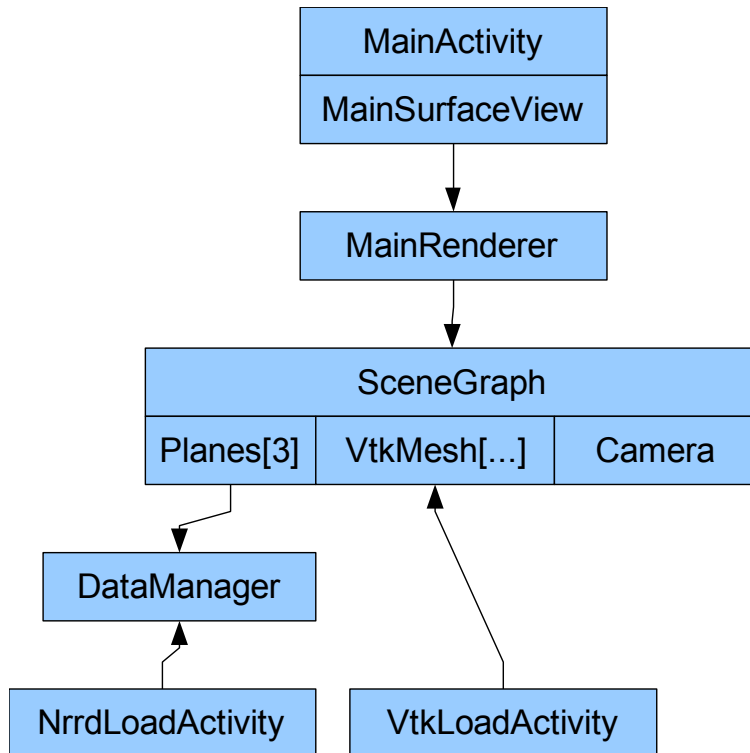 MainActivity
MainSurfaceView
MainRenderer
SceneGraph
Planes[3] VtkMesh[...] Camera
DataManager
NrrdLoadActivity VtkLoadActivity